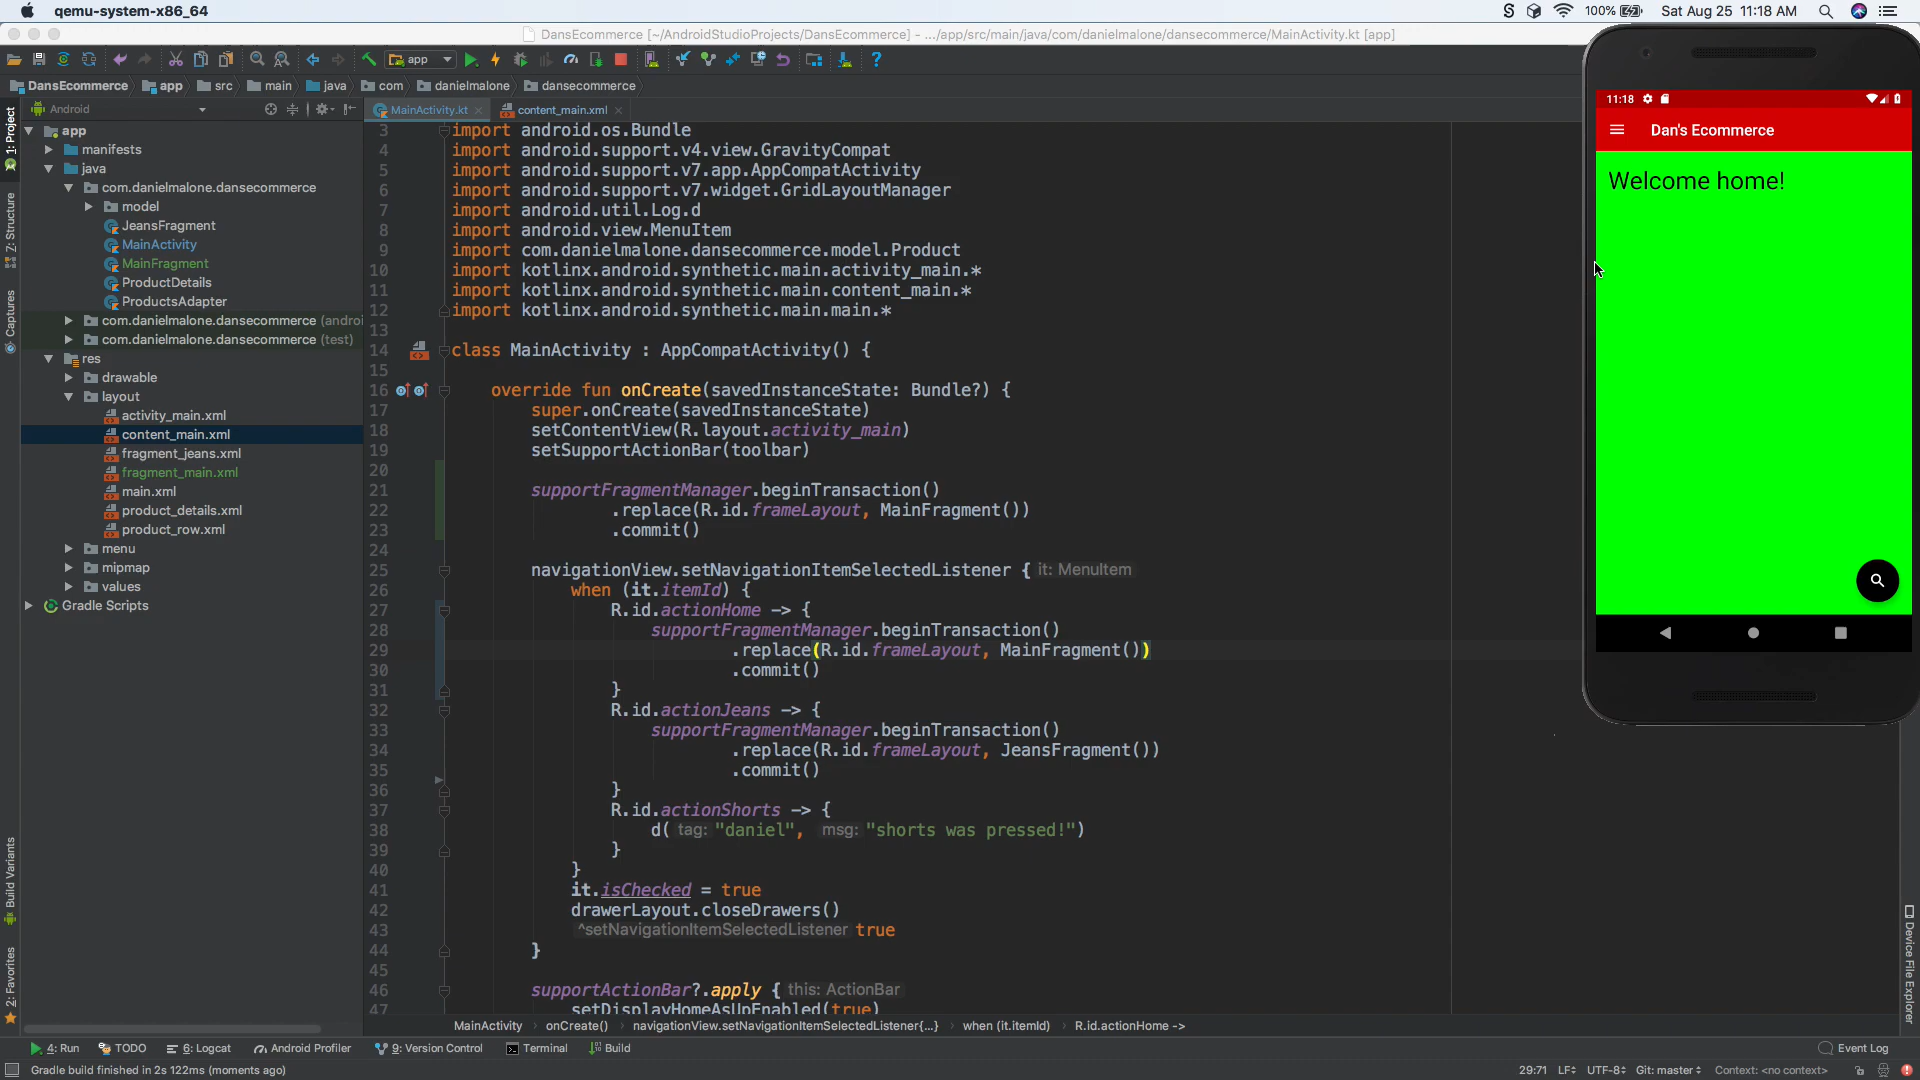 qemu-system-x86_64
100%
Sat Aug 25 11:18 AM
DansEcommerce [~/AndroidStudioProjects/DansEcommerce] - .../app/src/main/java/com/danielmalone/dansecommerce/MainActivity.kt [app]
app
DansEcommerce app src main java com danielmalone dansecommerce
Android
MainActivity.kt
content_main.xml
1: Project
Z: Structure
Captures
Build Variants
2: Favorites
app
manifests
java
com.danielmalone.dansecommerce
model
JeansFragment
MainActivity
MainFragment
ProductDetails
ProductsAdapter
com.danielmalone.dansecommerce (androi
com.danielmalone.dansecommerce (test)
res
drawable
layout
activity_main.xml
content_main.xml
fragment_jeans.xml
fragment_main.xml
main.xml
product_details.xml
product_row.xml
menu
mipmap
values
Gradle Scripts
3 import android.os.Bundle
4 import android.support.v4.view.GravityCompat
5 import android.support.v7.app.AppCompatActivity
6 import android.support.v7.widget.GridLayoutManager
7 import android.util.Log.d
8 import android.view.MenuItem
9 import com.danielmalone.dansecommerce.model.Product
10 import kotlinx.android.synthetic.main.activity_main.*
11 import kotlinx.android.synthetic.main.content_main.*
12 import kotlinx.android.synthetic.main.main.*
13
14 class MainActivity : AppCompatActivity() {
15
16 override fun onCreate(savedInstanceState: Bundle?) {
17 super.onCreate(savedInstanceState)
18 setContentView(R.layout.activity_main)
19 setSupportActionBar(toolbar)
20
21 supportFragmentManager.beginTransaction()
22 .replace(R.id.frameLayout, MainFragment())
23 .commit()
24
25 navigationView.setNavigationItemSelectedListener { it: MenuItem
26 when (it.itemId) {
27 R.id.actionHome -> {
28 supportFragmentManager.beginTransaction()
29 .replace(R.id.frameLayout, MainFragment())
30 .commit()
31 }
32 R.id.actionJeans -> {
33 supportFragmentManager.beginTransaction()
34 .replace(R.id.frameLayout, JeansFragment())
35 .commit()
36 }
37 R.id.actionShorts -> {
38 d( tag: "daniel", msg: "shorts was pressed!")
39 }
40 }
41 it.isChecked = true
42 drawerLayout.closeDrawers()
43 ^setNavigationItemSelectedListener true
44 }
45
46 supportActionBar?.apply { this: ActionBar
47 setDisplayHomeAsUpEnabled(true)
11:18
Dan's Ecommerce
Welcome home!
Device File Explorer
MainActivity › onCreate() › navigationView.setNavigationItemSelectedListener{...} › when (it.itemId) › R.id.actionHome ->
4: Run TODO 6: Logcat Android Profiler 9: Version Control Terminal Build Event Log
Gradle build finished in 2s 122ms (moments ago)
29:71 LF UTF-8 Git: master Context: <no context>